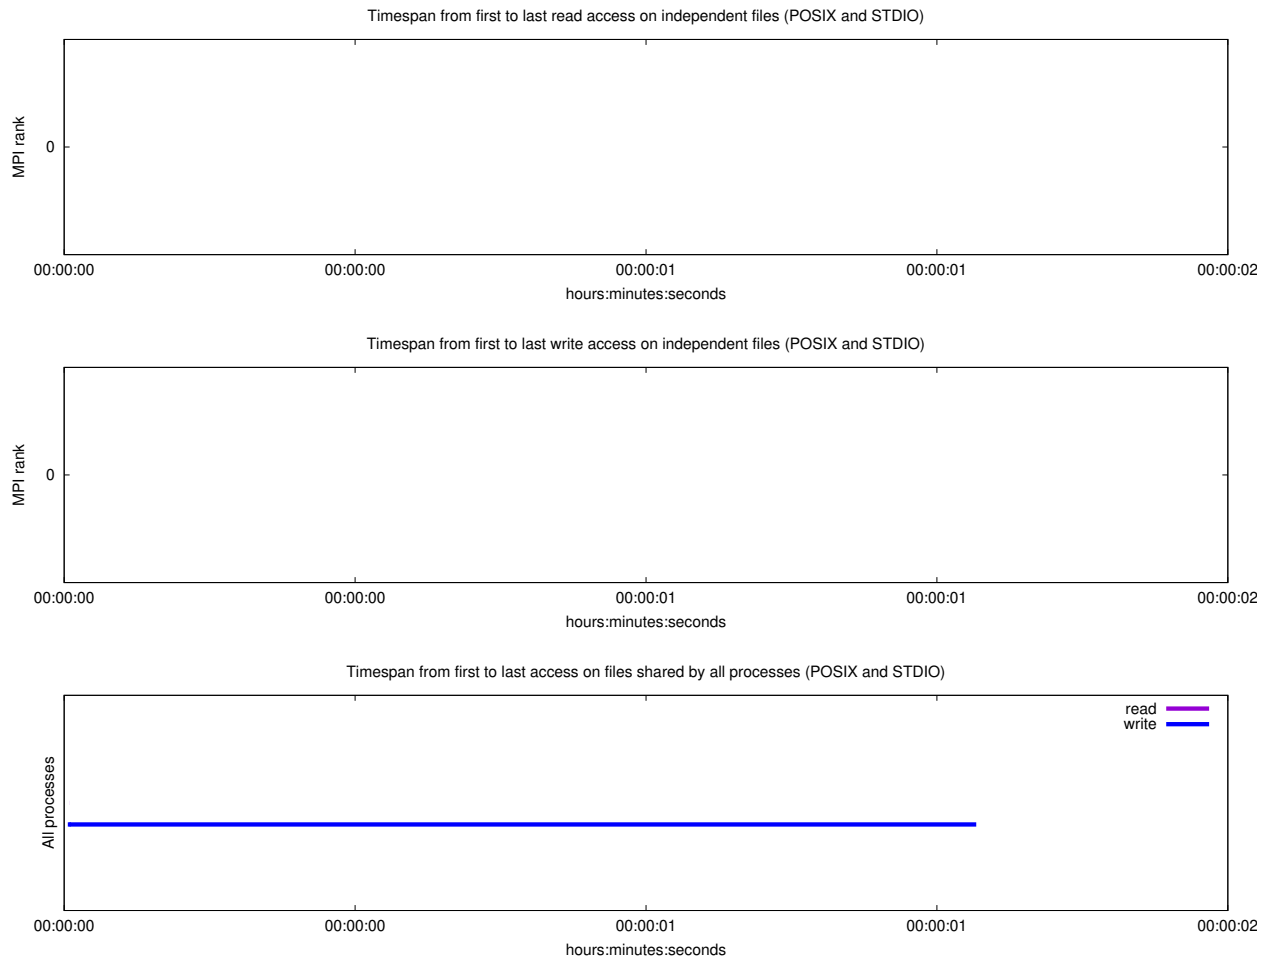 Timespan from first to last read access on independent files (POSIX and STDIO)
MPI rank
0
00:00:00 00:00:00 00:00:01 00:00:01 00:00:02
hours:minutes:seconds
Timespan from first to last write access on independent files (POSIX and STDIO)
MPI rank
0
00:00:00 00:00:00 00:00:01 00:00:01 00:00:02
hours:minutes:seconds
Timespan from first to last access on files shared by all processes (POSIX and STDIO)
read
write
All processes
00:00:00 00:00:00 00:00:01 00:00:01 00:00:02
hours:minutes:seconds